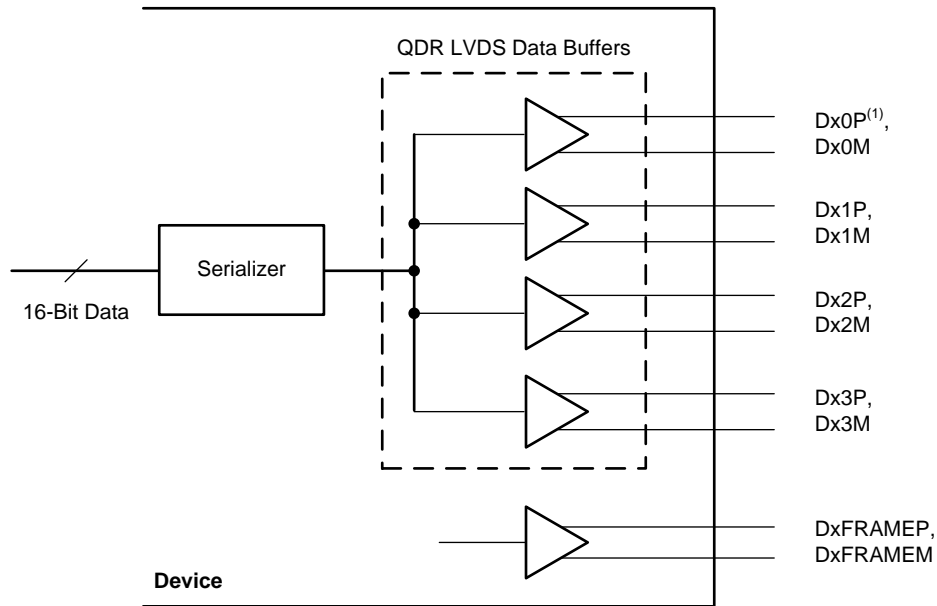 QDR LVDS Data Buffers
Dx0P(1),
Dx0M
Dx1P,
Dx1M
Serializer
16-Bit Data
Dx2P,
Dx2M
Dx3P,
Dx3M
DxFRAMEP,
DxFRAMEM
Device